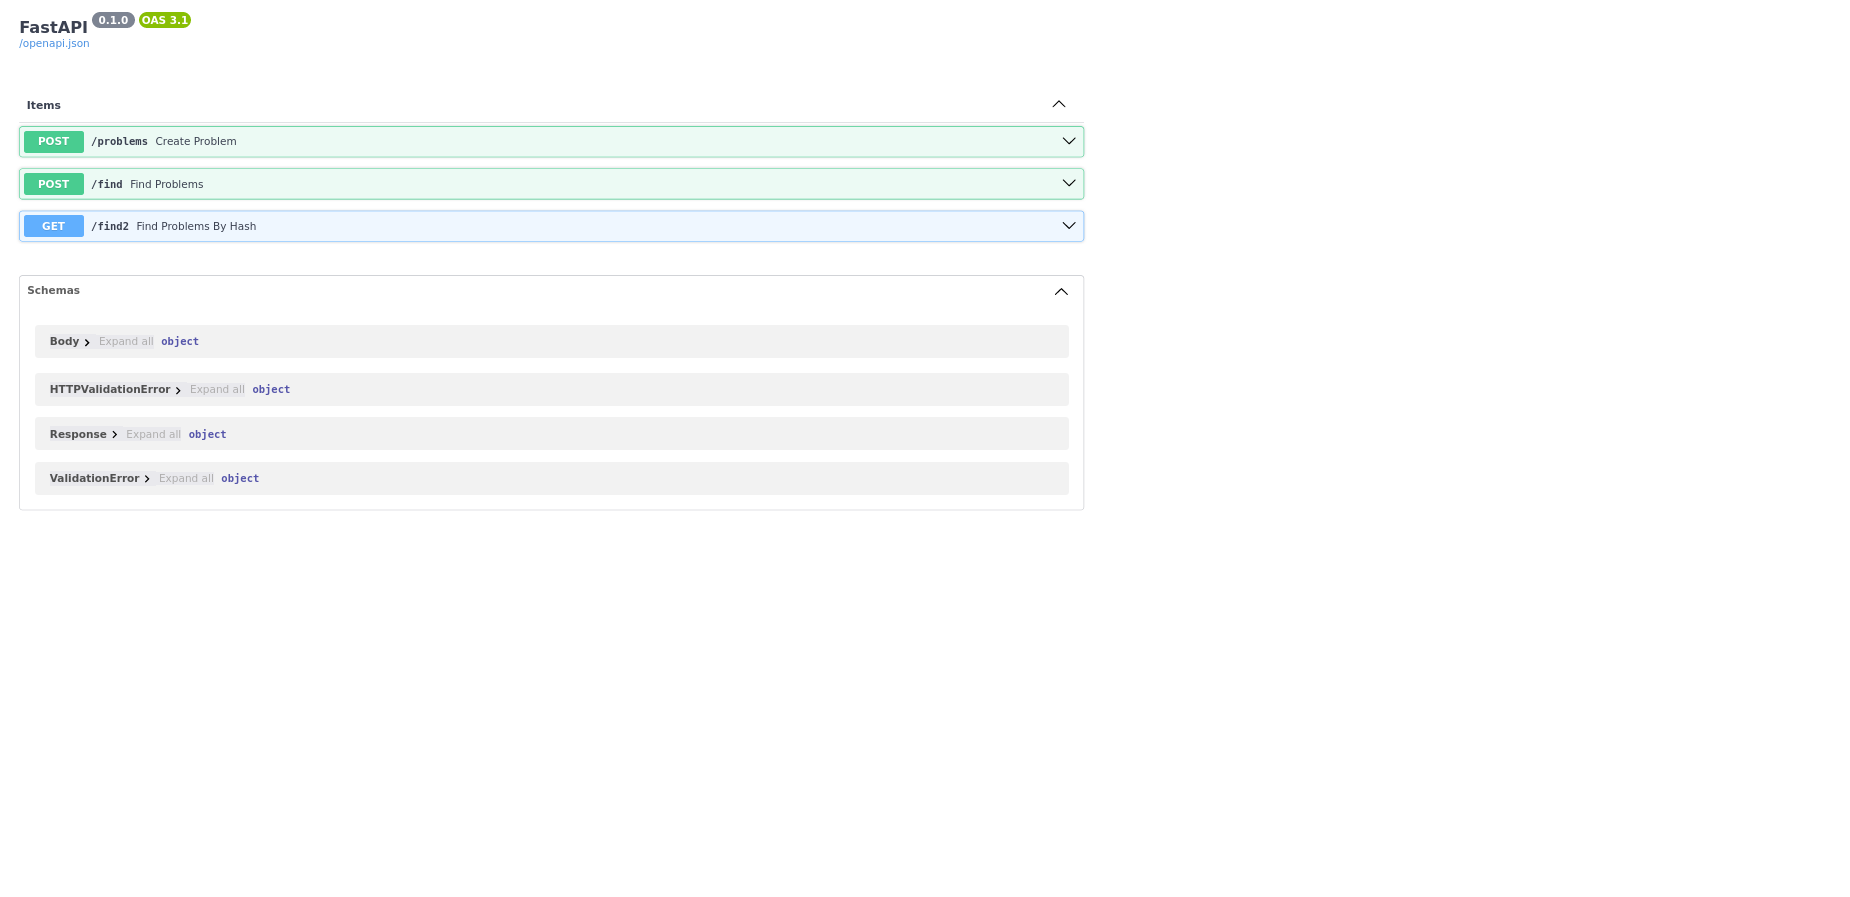 FastAPI 0.1.0 OAS 3.1
/openapi.json
Items
POST /problems Create Problem
POST /find Find Problems
GET /find2 Find Problems By Hash
Schemas
Body Expand all object
HTTPValidationError Expand all object
Response Expand all object
ValidationError Expand all object